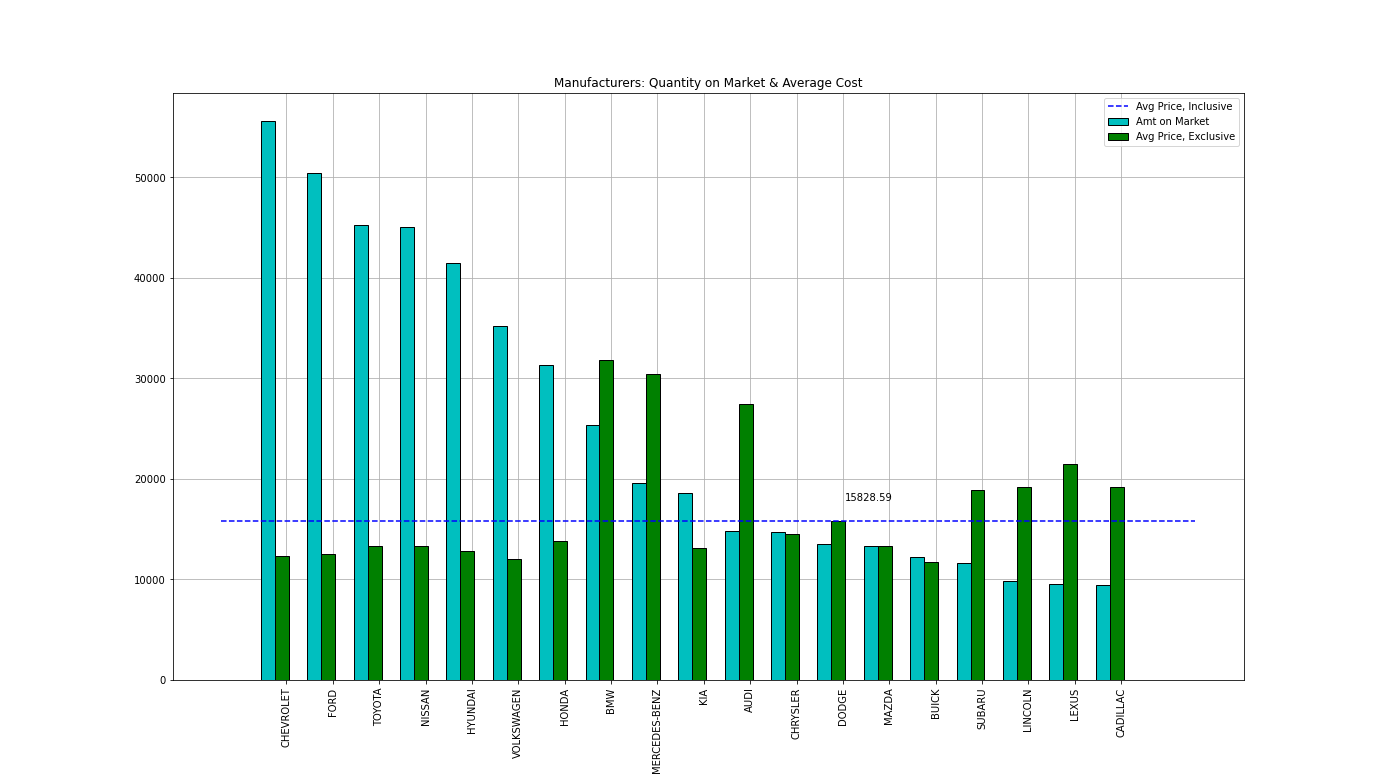 Manufacturers: Quantity on Market & Average Cost
Avg Price, Inclusive
Amt on Market
Avg Price, Exclusive
50000
40000
30000
20000
10000
0
15828.59
CHEVROLET
FORD
TOYOTA
NISSAN
HYUNDAI
VOLKSWAGEN
HONDA
BMW
MERCEDES-BENZ
KIA
AUDI
CHRYSLER
DODGE
MAZDA
BUICK
SUBARU
LINCOLN
LEXUS
CADILLAC